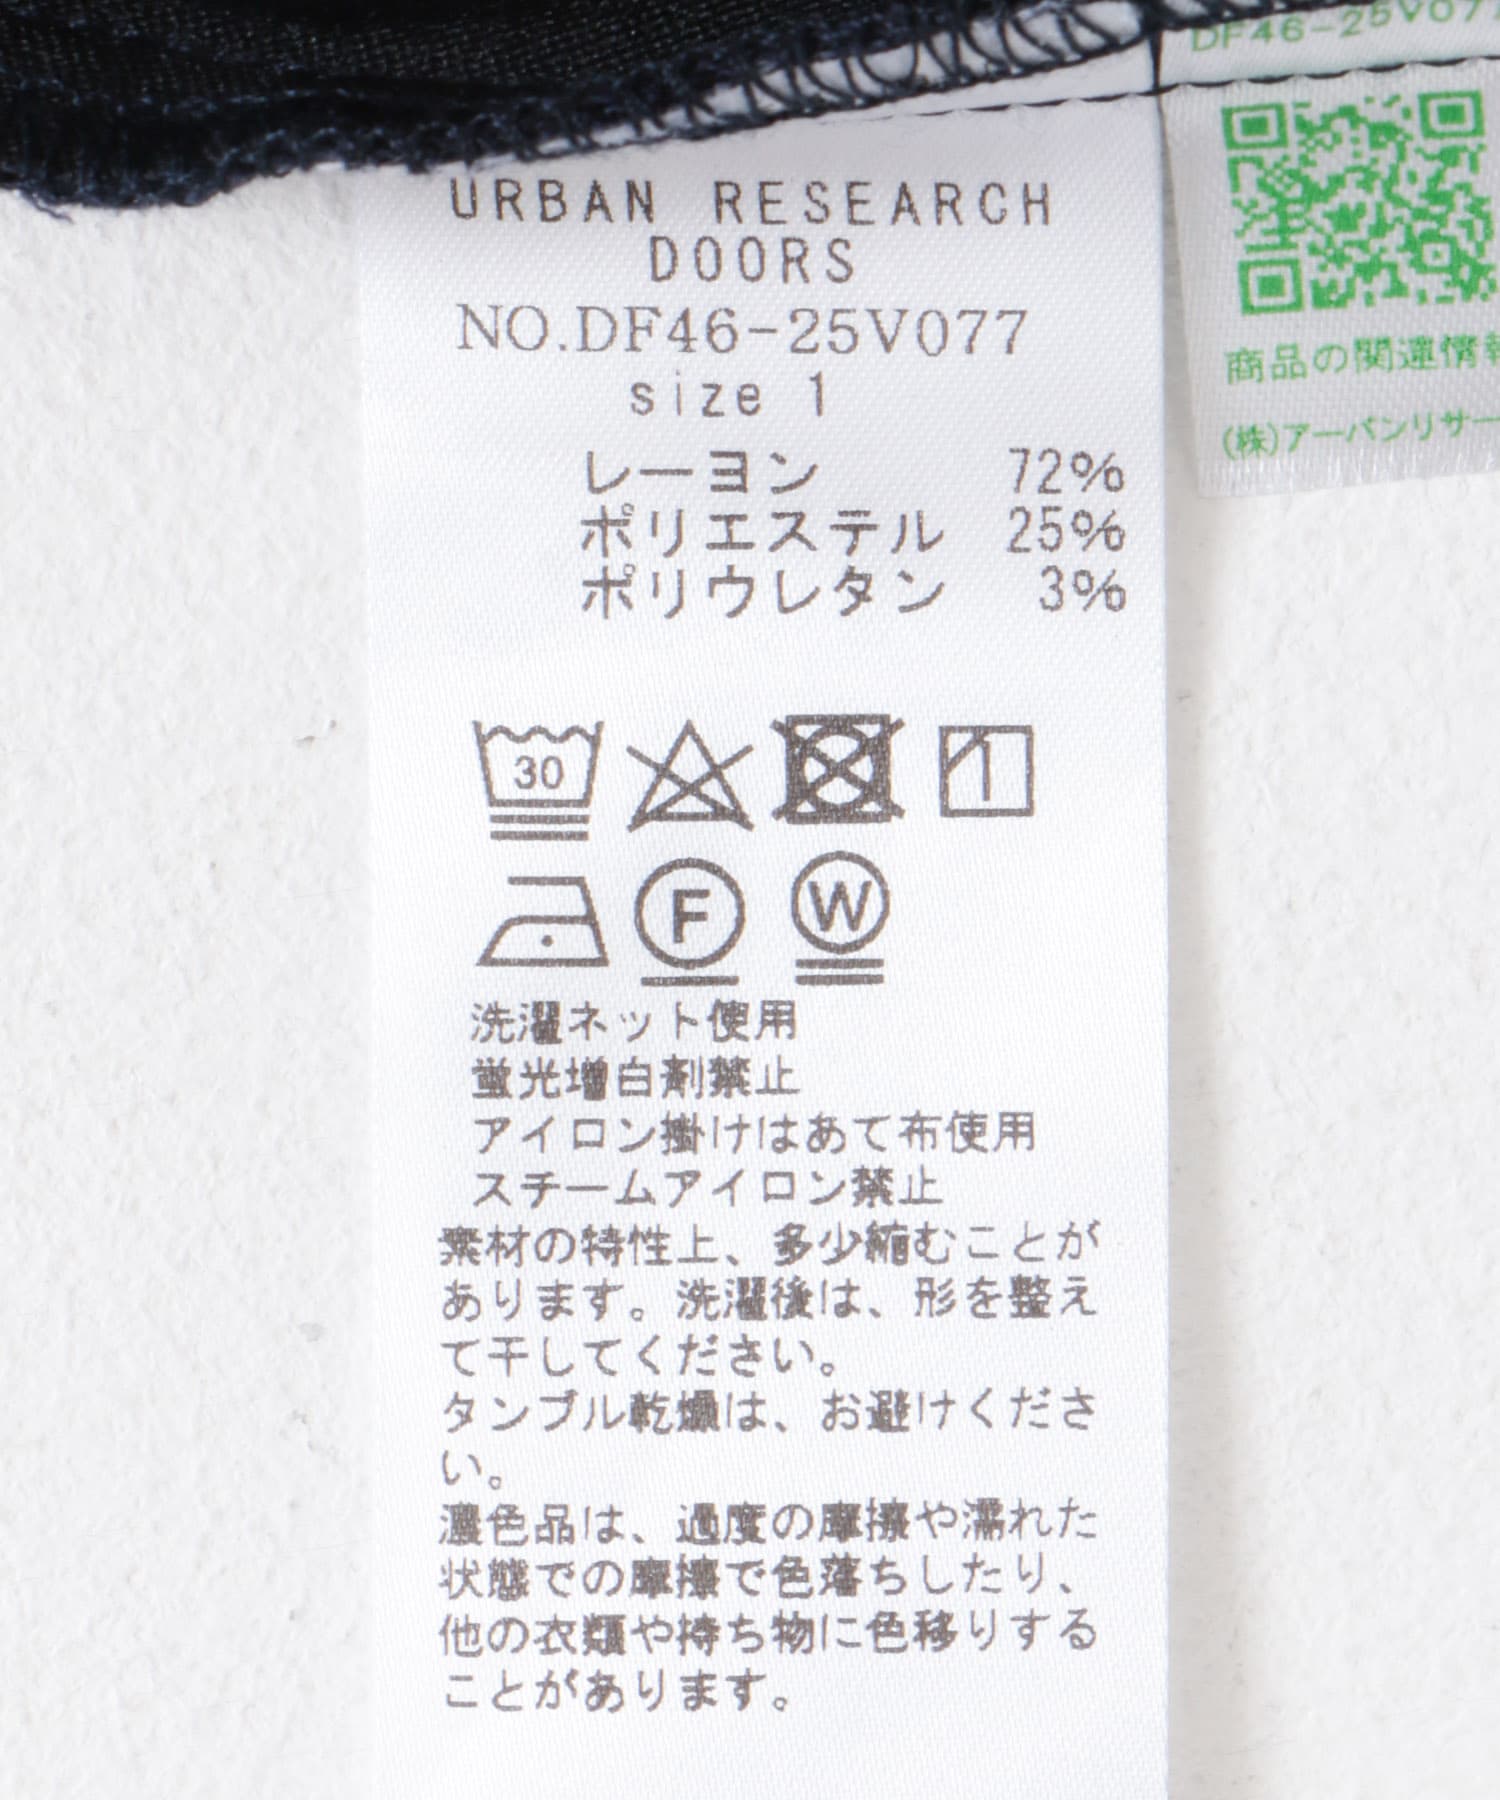 URBAN RESEARCH
DOORS
NO.DF46-25V077
size 1
レーヨン 72%
ポリエステル 25%
ポリウレタン 3%
30
F
W
洗濯ネット使用
蛍光増白剤禁止
アイロン掛けはあて布使用
スチームアイロン禁止
素材の特性上、多少縮むことが
あります。洗濯後は、形を整え
て干してください。
タンブル乾燥は、お避けくださ
い。
濃色品は、過度の摩擦や濡れた
状態での摩擦で色落ちしたり、
他の衣類や持ち物に色移りする
ことがあります。
DF46-25V077
商品の関連情報
(株)アーバンリサー